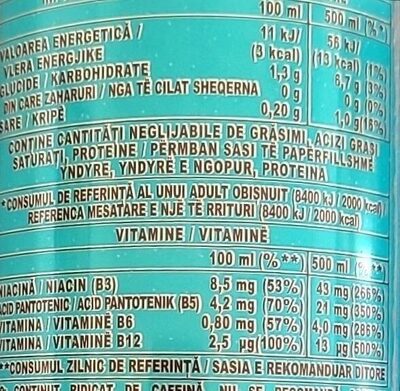 100 ml 500 ml (%*)
VALOAREA ENERGETICĂ / 11 kJ/ 56 kJ/
VLERA ENERGJIKE (3 kcal) (13 kcal) (1%)
GLUCIDE / KARBOHIDRATE 1,3 g 6,7 g (3%)
DIN CARE ZAHARURI / NGA TË CILAT SHEQERNA 0 g 0 g (0%)
SARE / KRIPË 0,20 g 1,0 g (16%)
CONȚINE CANTITĂȚI NEGLIJABILE DE GRĂSIMI, ACIZI GRAȘI
SATURAȚI, PROTEINE / PËRMBAN SASI TË PAPËRFILLSHME
YNDYRË, YNDYRË E NGOPUR, PROTEINA
*CONSUMUL DE REFERINȚĂ AL UNUI ADULT OBIȘNUIT (8400 kJ / 2000 kcal) /
REFERENCA MESATARE E NJË TË RRITURI (8400 kJ / 2000 kcal)
VITAMINE / VITAMINË
100 ml (%**) 500 ml (%**)
NIACINĂ / NIACIN (B3) 8,5 mg (53%) 43 mg (266%)
ACID PANTOTENIC / ACID PANTOTENIK (B5) 4,2 mg (70%) 21 mg (350%)
VITAMINA / VITAMINË B6 0,80 mg (57%) 4,0 mg (286%)
VITAMINA / VITAMINË B12 2,5 µg (100%) 13 µg (500%)
**CONSUMUL ZILNIC DE REFERINȚĂ / SASIA E REKOMANDUAR DITORE
CONȚINUT RIDICAT DE CAFEINĂ. NU SE